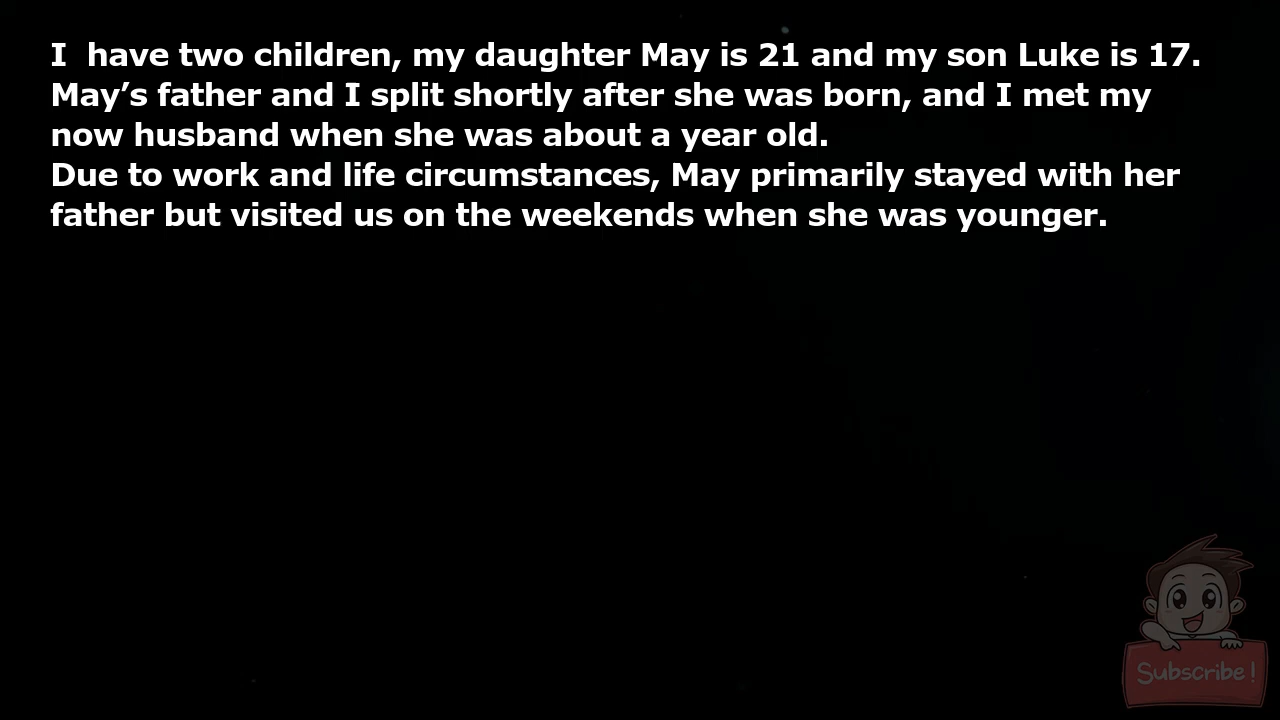 I  have two children, my daughter May is 21 and my son Luke is 17.
May’s father and I split shortly after she was born, and I met my
now husband when she was about a year old.
Due to work and life circumstances, May primarily stayed with her
father but visited us on the weekends when she was younger.
Subscribe!